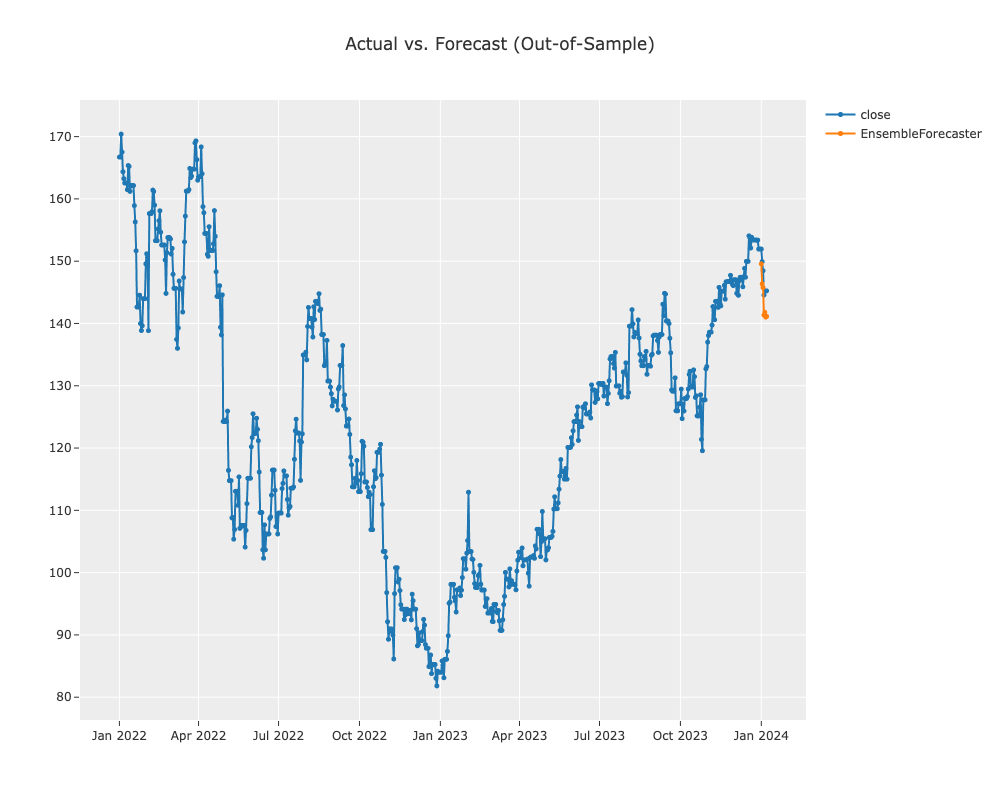 Actual vs. Forecast (Out-of-Sample)
close
EnsembleForecaster
170
160
150
140
130
120
110
100
90
80
Jan 2022 Apr 2022 Jul 2022 Oct 2022 Jan 2023 Apr 2023 Jul 2023 Oct 2023 Jan 2024